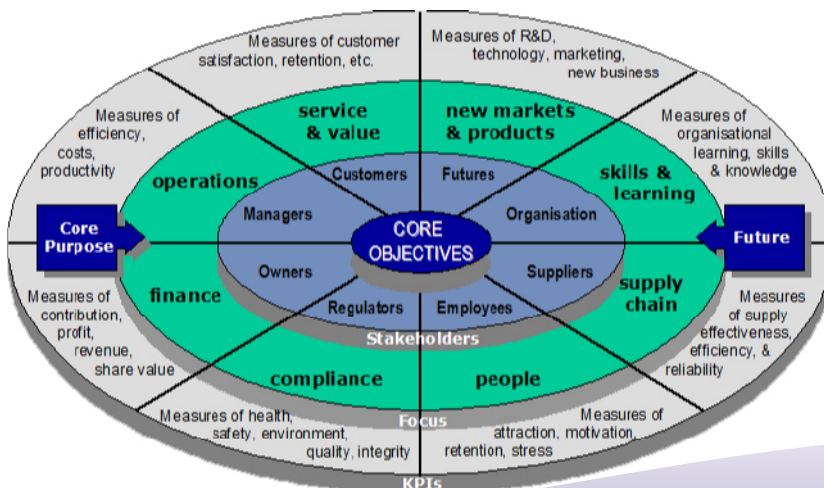 Measures of customer
satisfaction, retention, etc.
Measures of R&D,
technology, marketing,
new business
Measures of
efficiency,
costs,
productivity
service
& value
new markets
& products
Measures of
organisational
learning, skills
& knowledge
operations
Customers
Futures
skills &
learning
Managers
Organisation
Core
Purpose
CORE
OBJECTIVES
Future
Owners
Suppliers
finance
Regulators
Employees
supply
chain
Stakeholders
Measures of
contribution,
profit,
revenue,
share value
Measures
of supply
effectiveness,
efficiency, &
reliability
compliance
people
Focus
Measures of health,
safety, environment,
quality, integrity
Measures of
attraction, motivation,
retention, stress
KPIs